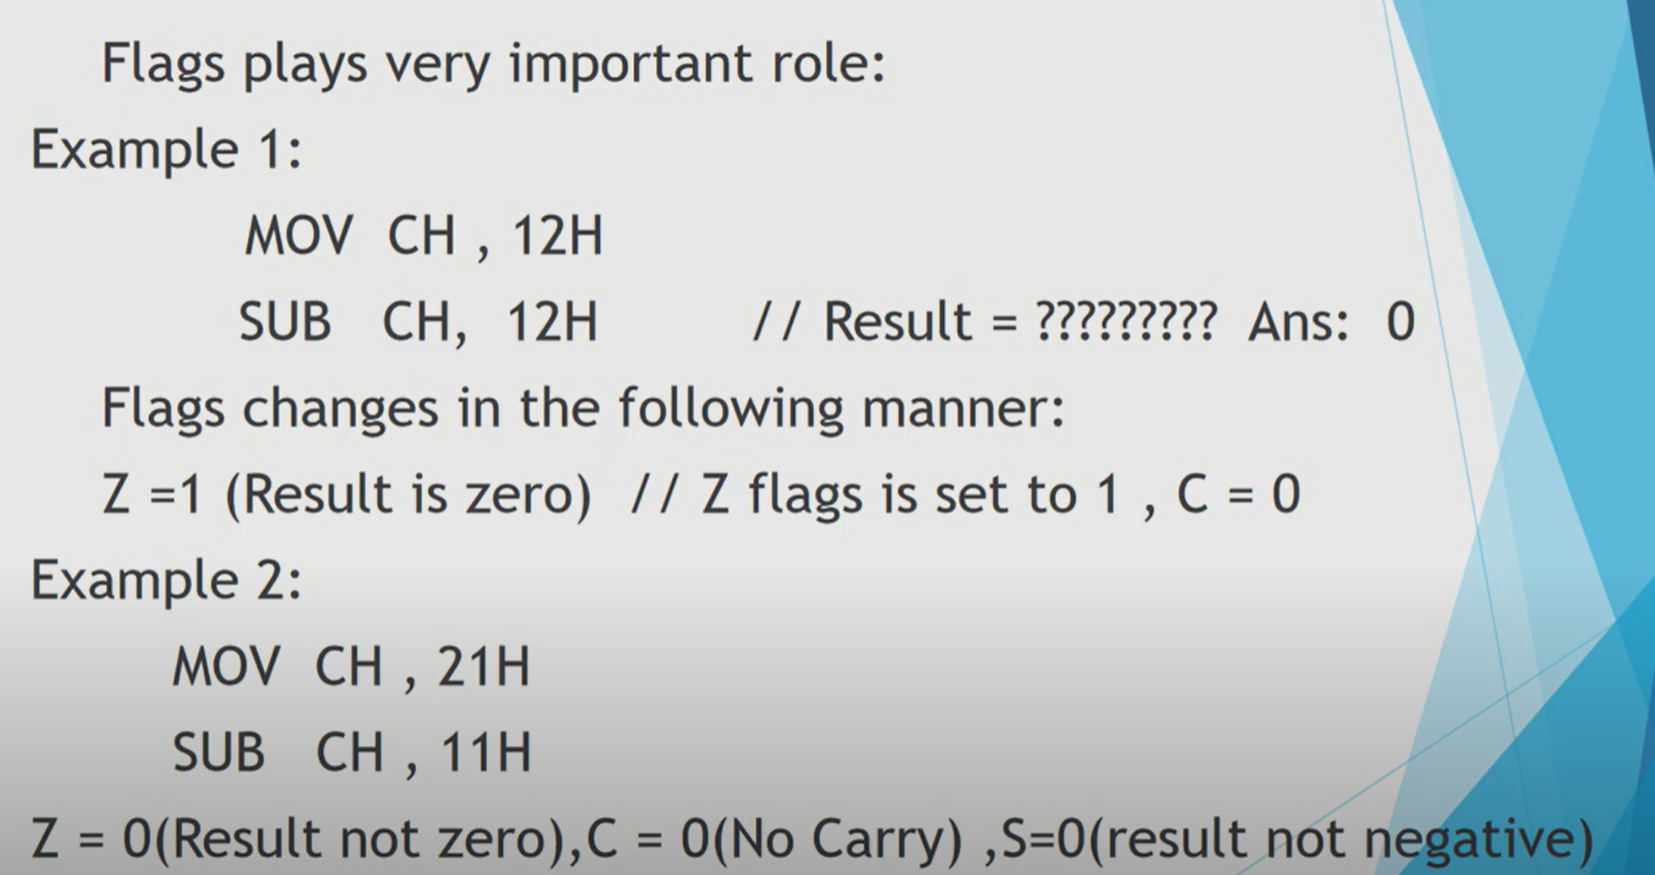 Flags plays very important role:
Example 1:
MOV CH , 12H
SUB CH, 12H // Result = ????????? Ans: 0
Flags changes in the following manner:
Z =1 (Result is zero) // Z flags is set to 1 , C = 0
Example 2:
MOV CH , 21H
SUB CH , 11H
Z = 0(Result not zero),C = 0(No Carry) ,S=0(result not negative)